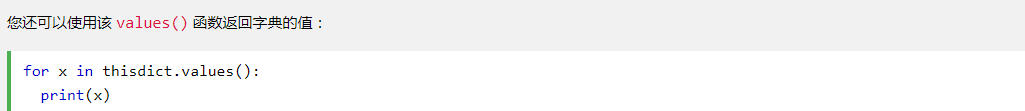 您还可以使用该 values() 函数返回字典的值：
for x in thisdict.values():
  print(x)